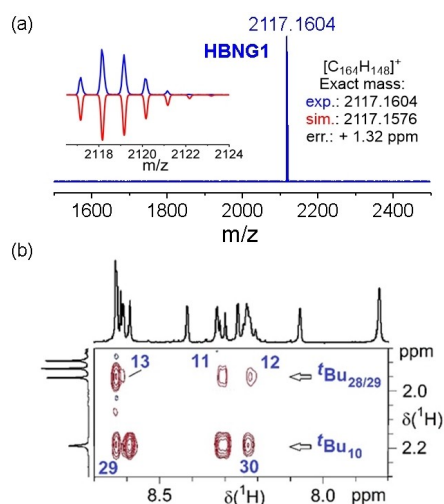 (a)
2117.1604
HBNG1
[C₁₆₄H₁₄₈]⁺
Exact mass:
exp.: 2117.1604
sim.: 2117.1576
err.: + 1.32 ppm
2118 2120 2122 2124
m/z
1600 1800 2000 2200 2400
m/z
(b)
ppm
13 11 12
ᵗBu₂₈/₂₉
2.0
δ(¹H)
ᵗBu₁₀
2.2
29 30
8.5 δ(¹H) 8.0 ppm